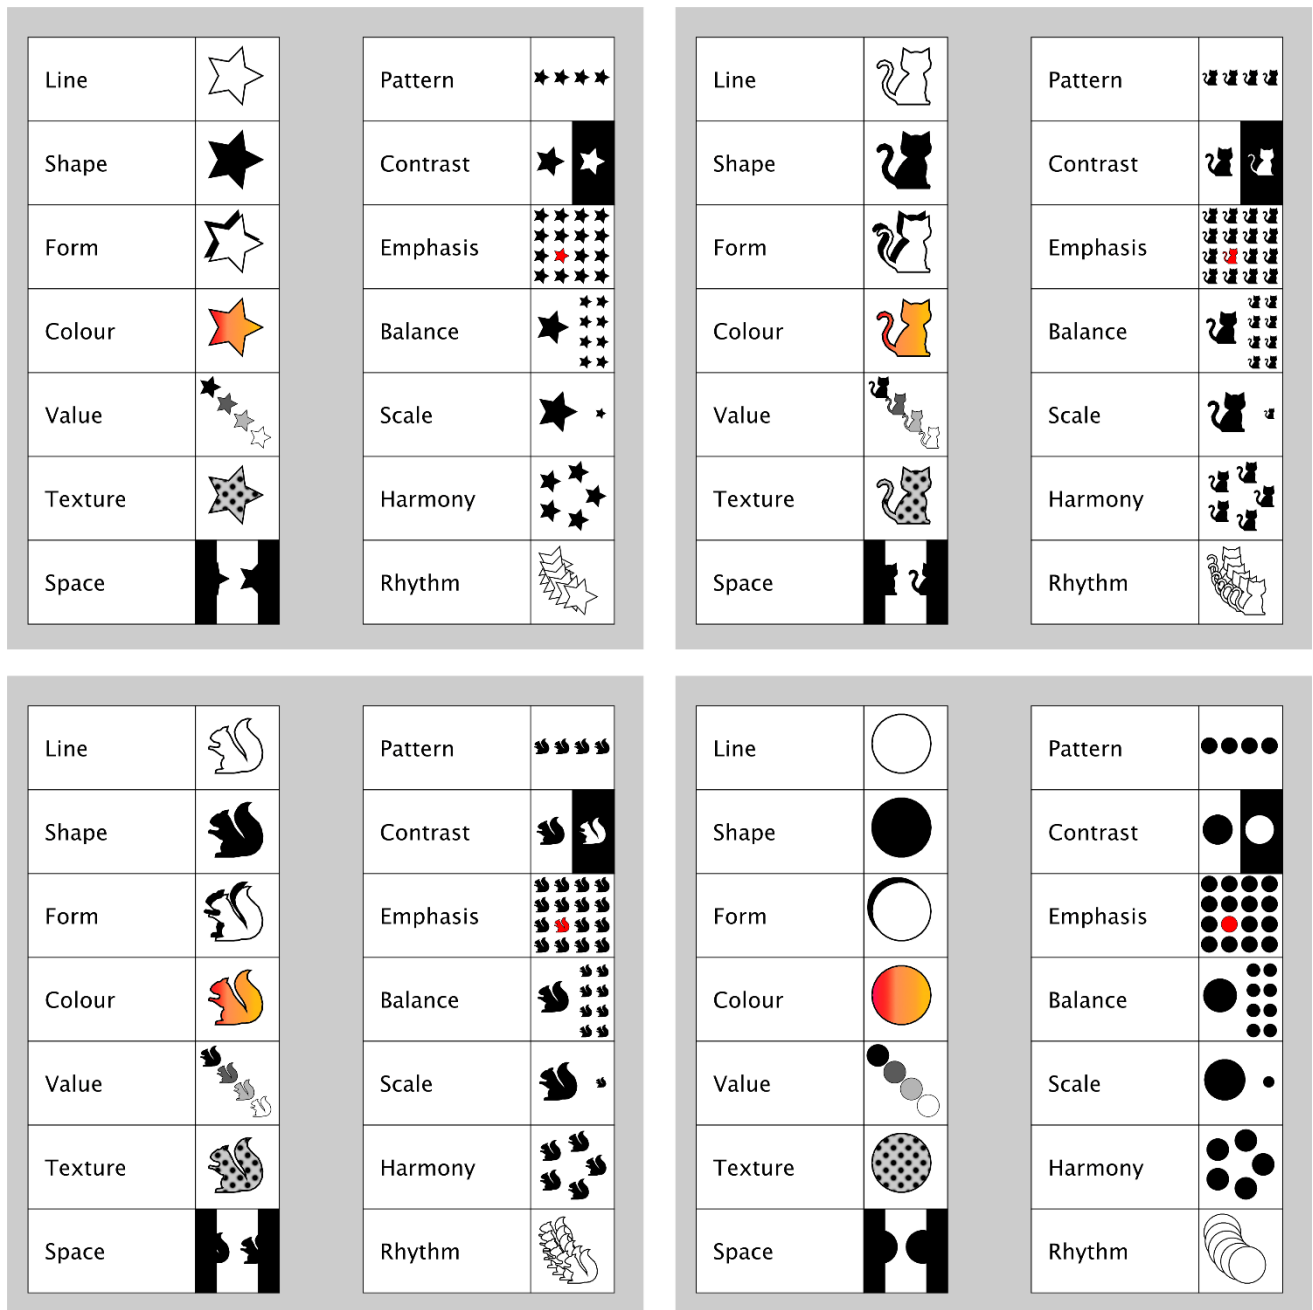 Line
Shape
Form
Colour
Value
Texture
Space
Pattern
Contrast
Emphasis
Balance
Scale
Harmony
Rhythm
Line
Shape
Form
Colour
Value
Texture
Space
Pattern
Contrast
Emphasis
Balance
Scale
Harmony
Rhythm
Line
Shape
Form
Colour
Value
Texture
Space
Pattern
Contrast
Emphasis
Balance
Scale
Harmony
Rhythm
Line
Shape
Form
Colour
Value
Texture
Space
Pattern
Contrast
Emphasis
Balance
Scale
Harmony
Rhythm